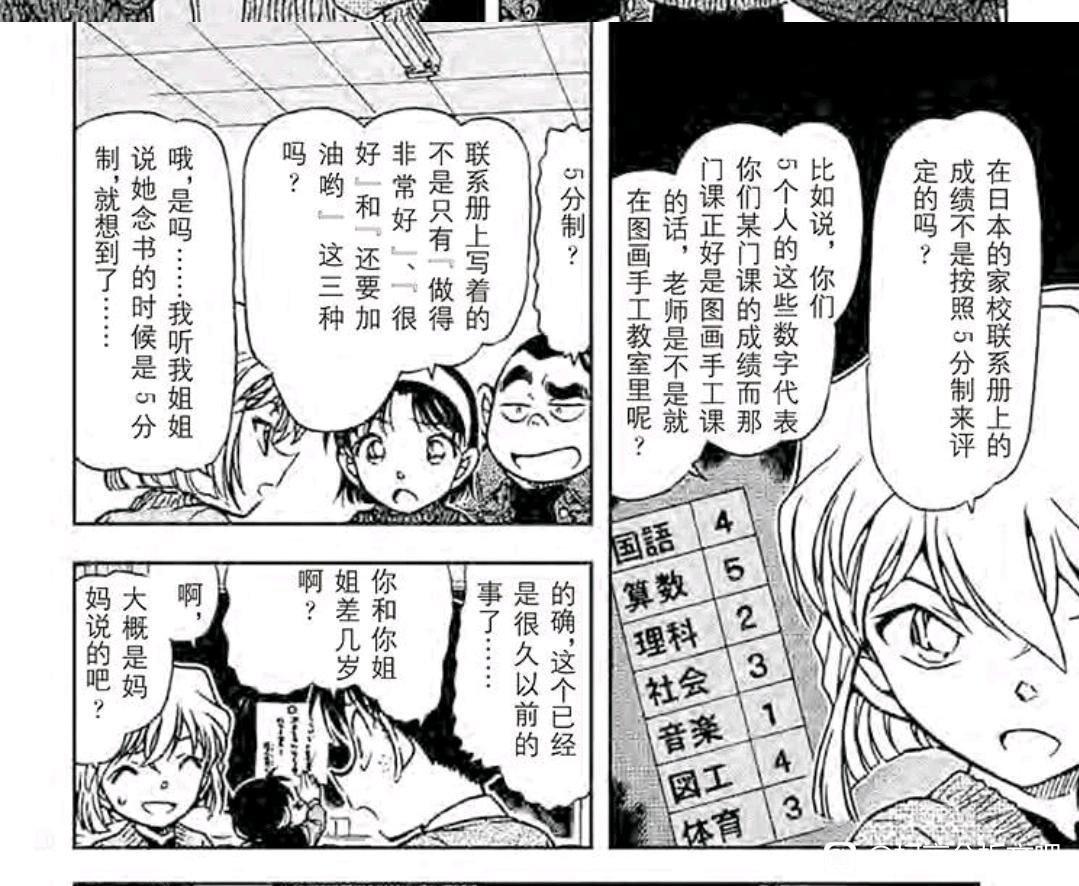 在日本的家校联系册上的
成绩不是按照5分制来评
定的吗？
比如说，你们
5个人的这些数字代表
你们某门课的成绩而那
门课正好是图画手工课
的话，老师是不是就
在图画手工教室里呢？
国語 4
算数 5
理科 2
社会 3
音楽 1
図工 4
体育 3
5分制？
联系册上写着的
不是只有『做得
非常好』、『很
好』和『还要加
油哟』这三种
吗？
哦，是吗……我听我姐姐
说她念书的时候是5分
制，就想到了……
的确，这个已经
是很久以前的
事了……
你和你姐
姐差几岁
啊？
啊，
大概是妈
妈说的吧？